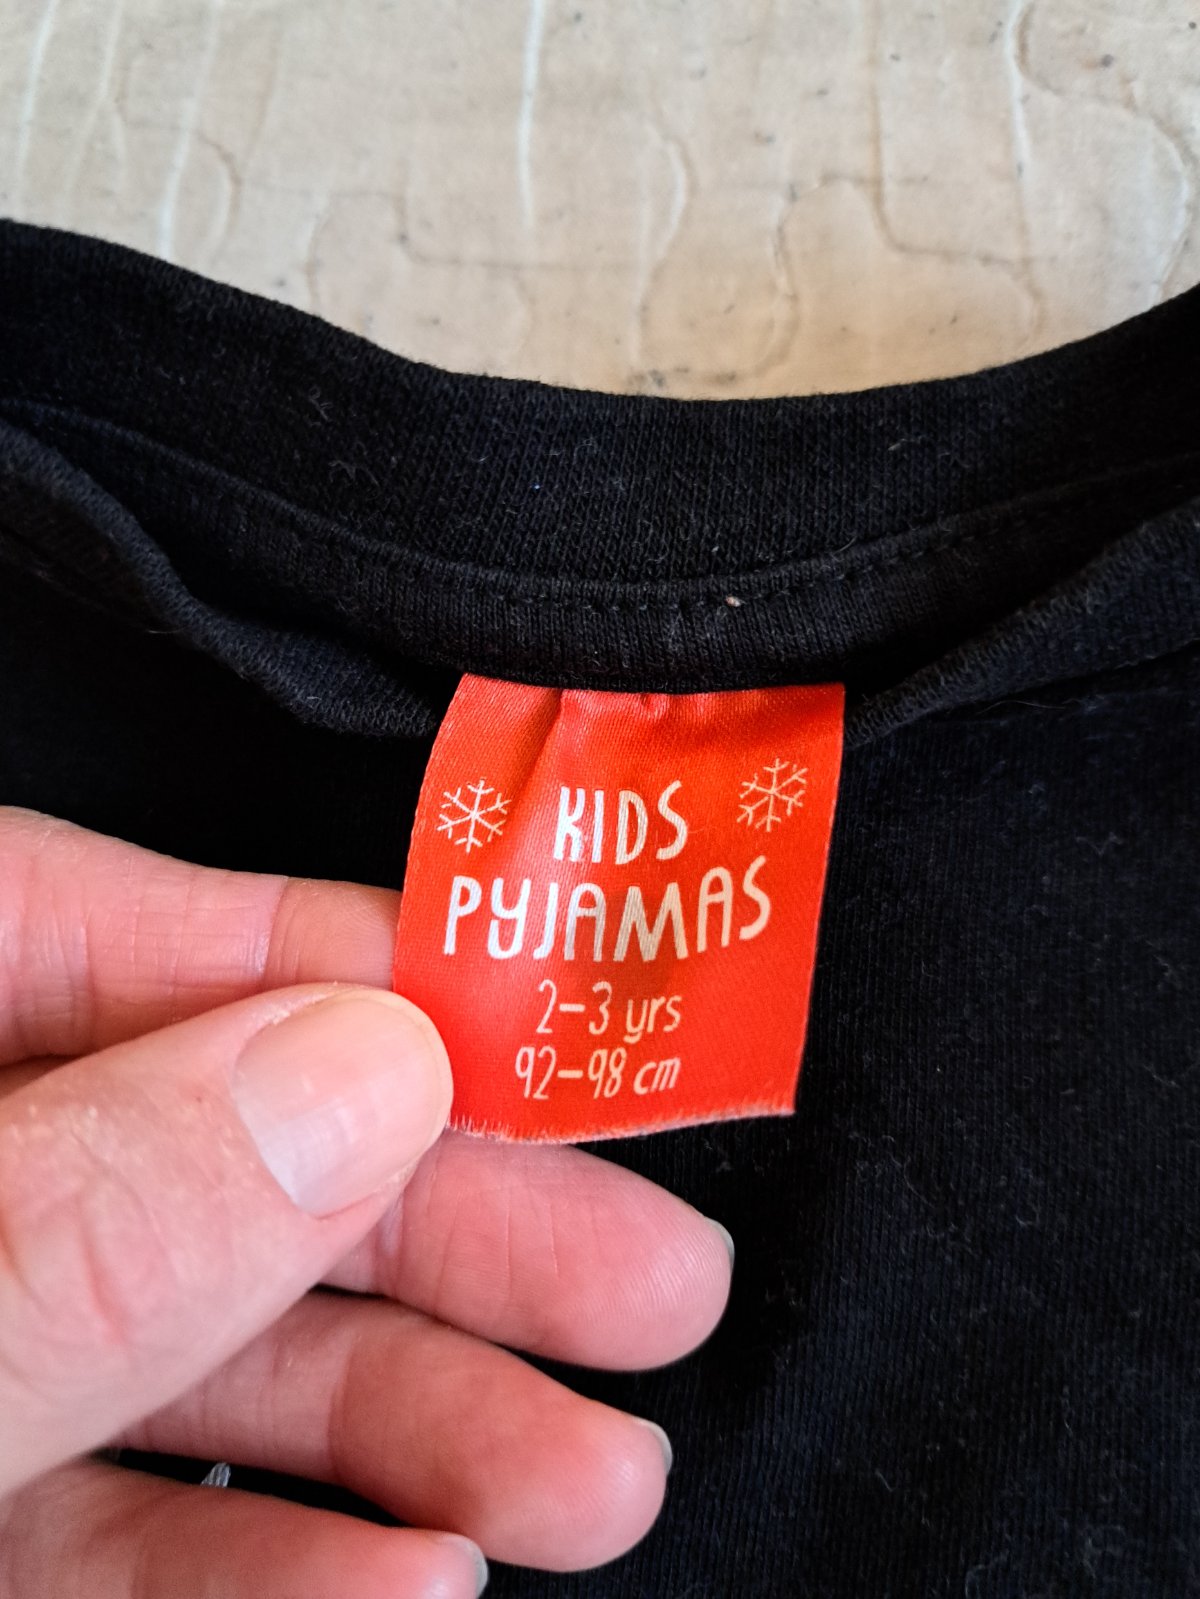 KIDS
PYJAMAS
2-3 yrs
92-98 cm